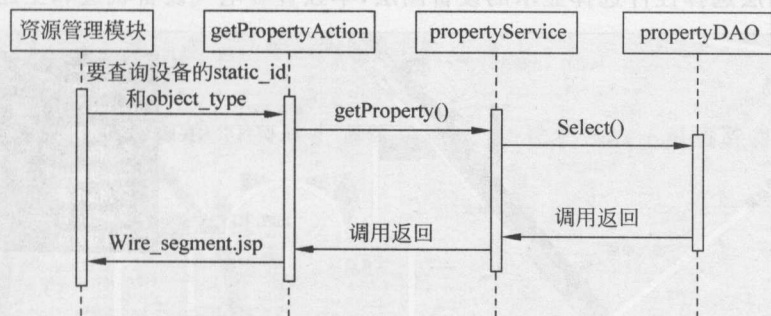 资源管理模块
getPropertyAction
propertyService
propertyDAO
要查询设备的static_id
和object_type
getProperty()
Select()
调用返回
调用返回
Wire_segment.jsp